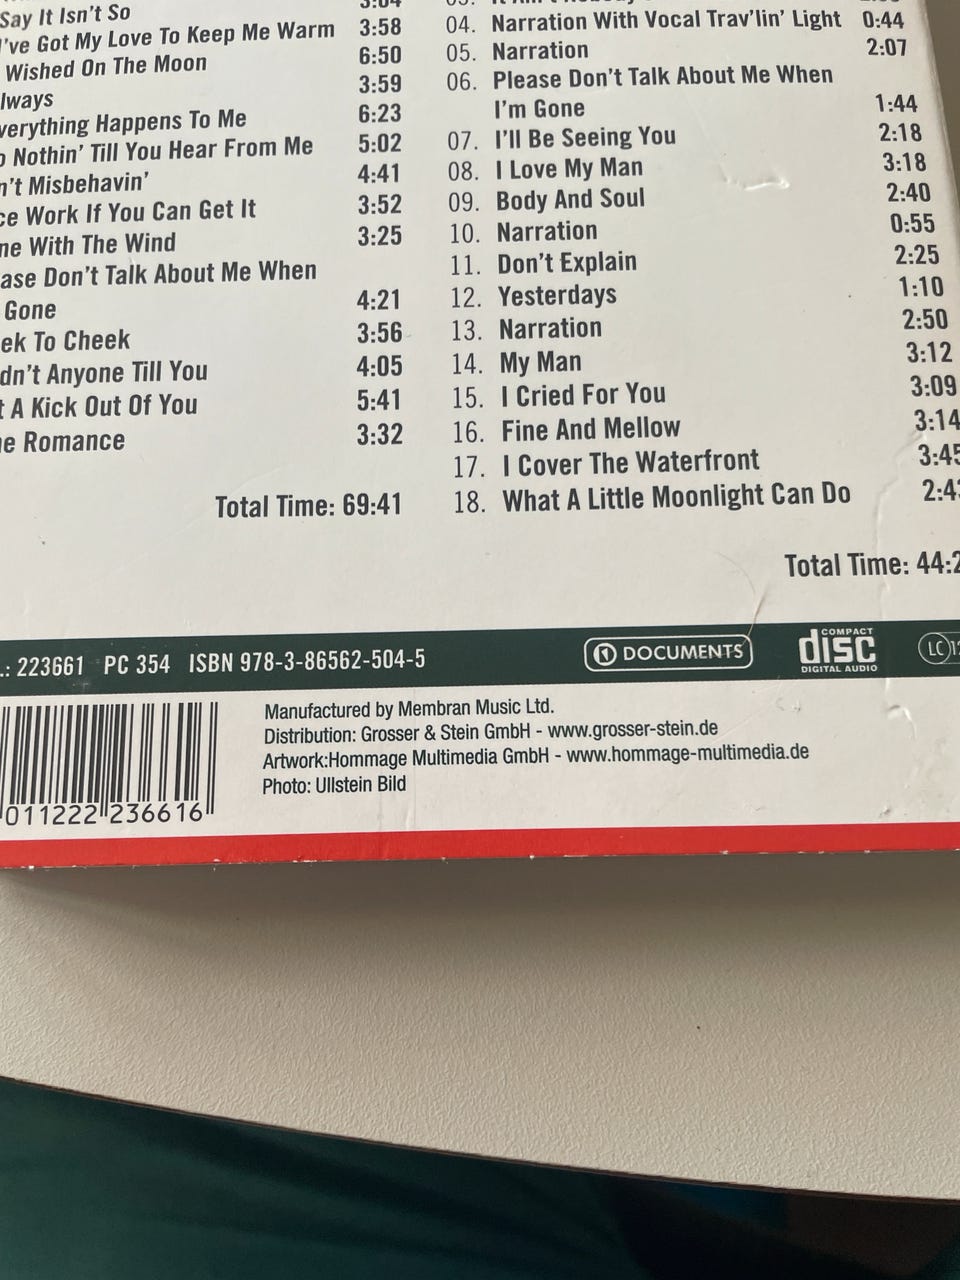 Say It Isn't So
I've Got My Love To Keep Me Warm 3:58
Wished On The Moon 6:50
lways 3:59
verything Happens To Me 6:23
o Nothin' Till You Hear From Me 5:02
n't Misbehavin' 4:41
ce Work If You Can Get It 3:52
ne With The Wind 3:25
ase Don't Talk About Me When
Gone 4:21
ek To Cheek 3:56
dn't Anyone Till You 4:05
t A Kick Out Of You 5:41
e Romance 3:32
Total Time: 69:41
04. Narration With Vocal Trav'lin' Light 0:44
05. Narration 2:07
06. Please Don't Talk About Me When
I'm Gone 1:44
07. I'll Be Seeing You 2:18
08. I Love My Man 3:18
09. Body And Soul 2:40
10. Narration 0:55
11. Don't Explain 2:25
12. Yesterdays 1:10
13. Narration 2:50
14. My Man 3:12
15. I Cried For You 3:09
16. Fine And Mellow 3:14
17. I Cover The Waterfront 3:45
18. What A Little Moonlight Can Do 2:4
Total Time: 44:2
.: 223661 PC 354 ISBN 978-3-86562-504-5
DOCUMENTS
COMPACT
disc
DIGITAL AUDIO
LC
011222 236616
Manufactured by Membran Music Ltd.
Distribution: Grosser & Stein GmbH - www.grosser-stein.de
Artwork:Hommage Multimedia GmbH - www.hommage-multimedia.de
Photo: Ullstein Bild